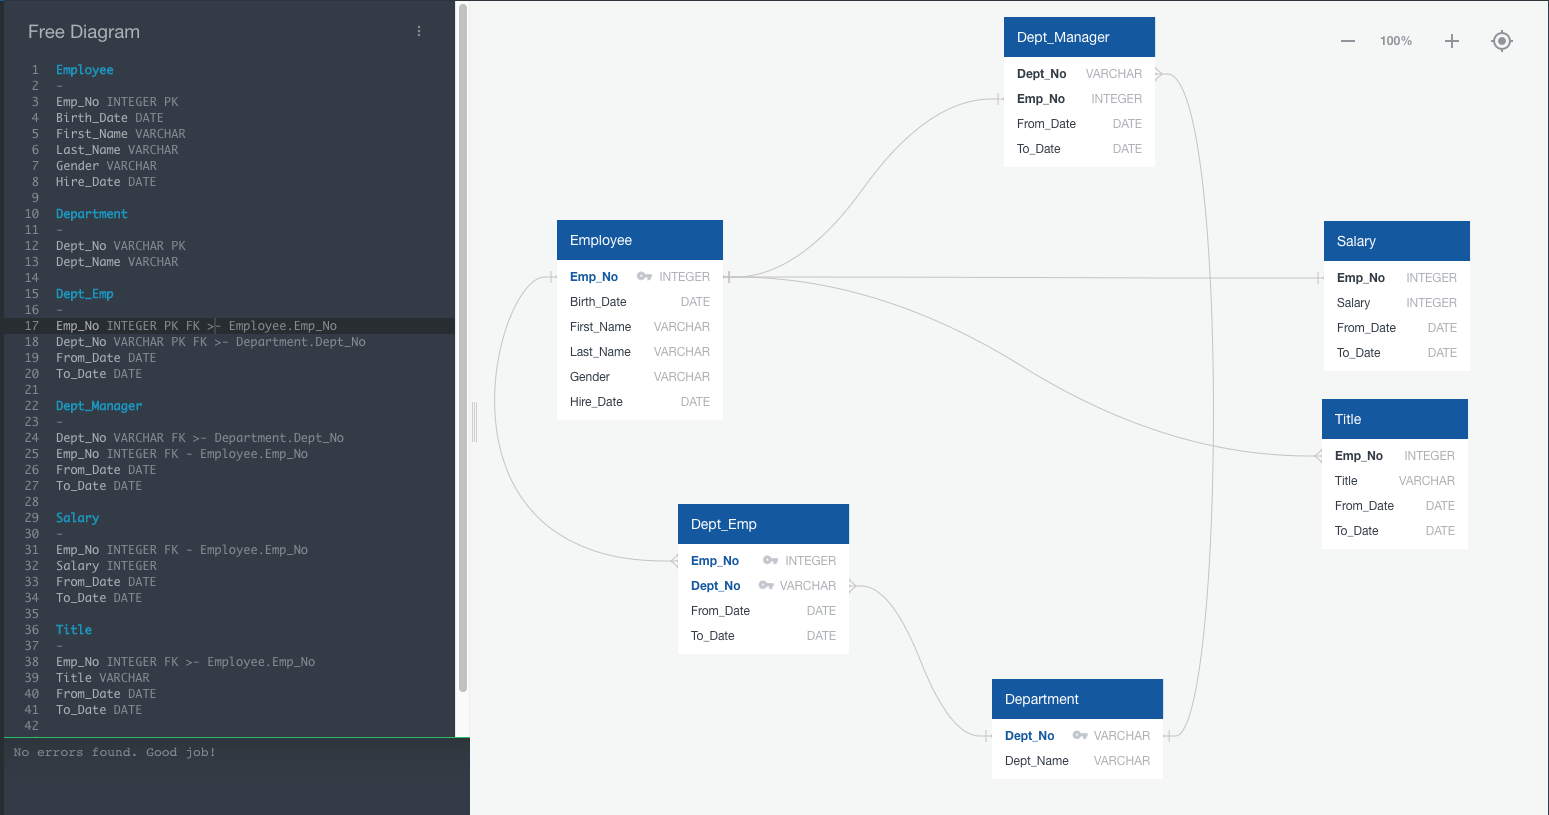 Free Diagram
1 Employee
2 -
3 Emp_No INTEGER PK
4 Birth_Date DATE
5 First_Name VARCHAR
6 Last_Name VARCHAR
7 Gender VARCHAR
8 Hire_Date DATE
9
10 Department
11 -
12 Dept_No VARCHAR PK
13 Dept_Name VARCHAR
14
15 Dept_Emp
16 -
17 Emp_No INTEGER PK FK >- Employee.Emp_No
18 Dept_No VARCHAR PK FK >- Department.Dept_No
19 From_Date DATE
20 To_Date DATE
21
22 Dept_Manager
23 -
24 Dept_No VARCHAR FK >- Department.Dept_No
25 Emp_No INTEGER FK - Employee.Emp_No
26 From_Date DATE
27 To_Date DATE
28
29 Salary
30 -
31 Emp_No INTEGER FK - Employee.Emp_No
32 Salary INTEGER
33 From_Date DATE
34 To_Date DATE
35
36 Title
37 -
38 Emp_No INTEGER FK >- Employee.Emp_No
39 Title VARCHAR
40 From_Date DATE
41 To_Date DATE
42
No errors found. Good job!
100%
Dept_Manager
Dept_No VARCHAR
Emp_No INTEGER
From_Date DATE
To_Date DATE
Employee
Emp_No INTEGER
Birth_Date DATE
First_Name VARCHAR
Last_Name VARCHAR
Gender VARCHAR
Hire_Date DATE
Salary
Emp_No INTEGER
Salary INTEGER
From_Date DATE
To_Date DATE
Title
Emp_No INTEGER
Title VARCHAR
From_Date DATE
To_Date DATE
Dept_Emp
Emp_No INTEGER
Dept_No VARCHAR
From_Date DATE
To_Date DATE
Department
Dept_No VARCHAR
Dept_Name VARCHAR